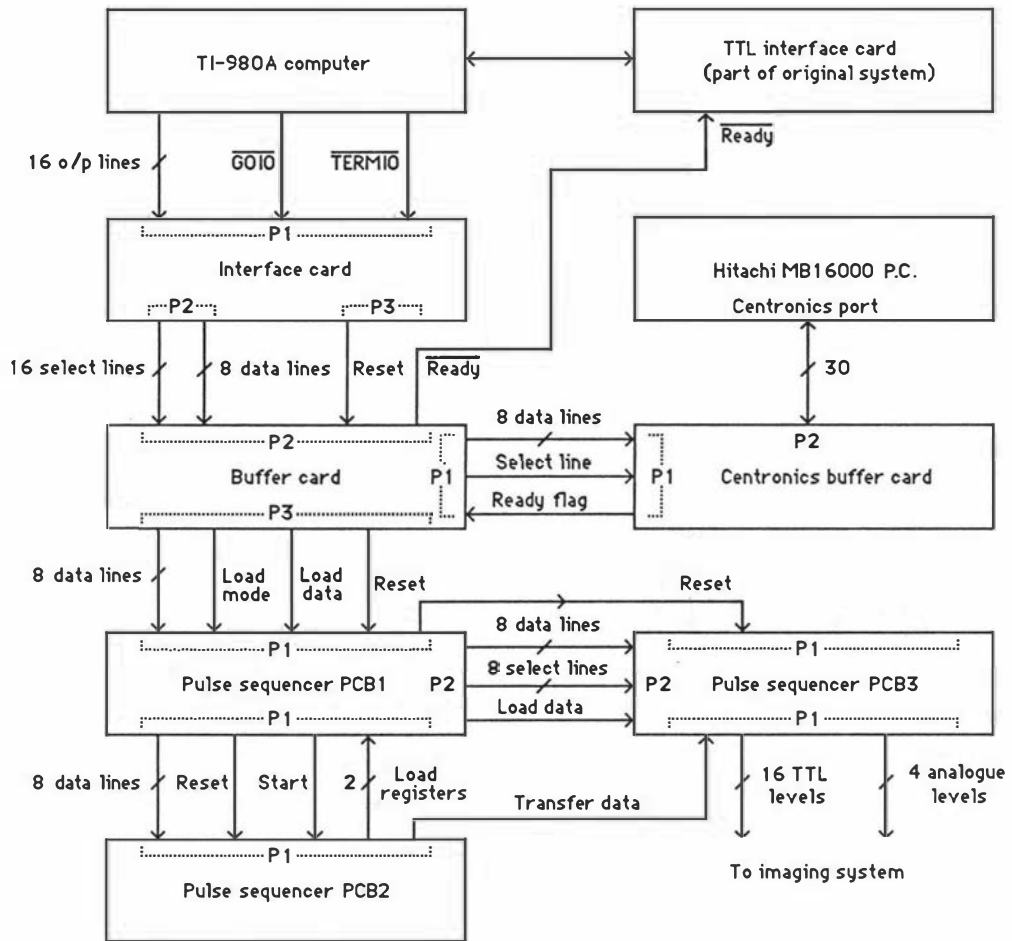 TI-980A computer
TTL interface card
(part of original system)
Ready
16 o/p lines
GOIO
TERMIO
P1
Interface card
P2
P3
Hitachi MB16000 P.C.
Centronics port
16 select lines
8 data lines
Reset
Ready
30
P2
Buffer card
P1
P3
8 data lines
Select line
Ready flag
P2
P1
Centronics buffer card
8 data lines
Load
mode
Load
data
Reset
Reset
8 data lines
8 select lines
Load data
P1
Pulse sequencer PCB1
P2
P1
P1
P2
Pulse sequencer PCB3
P1
8 data lines
Reset
Start
2
Load
registers
Transfer data
16 TTL
levels
4 analogue
levels
P1
Pulse sequencer PCB2
To imaging system